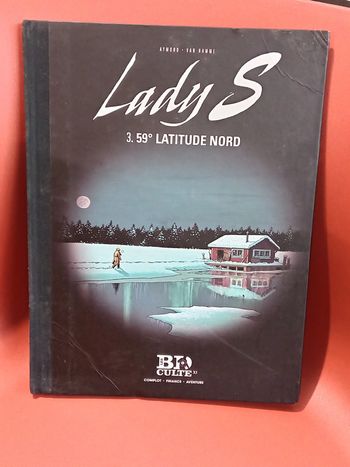 AYMOND - VAN HAMME
Lady S
3. 59° LATITUDE NORD
BD
CULTE
COMPLOT - FINANCE - AVENTURE